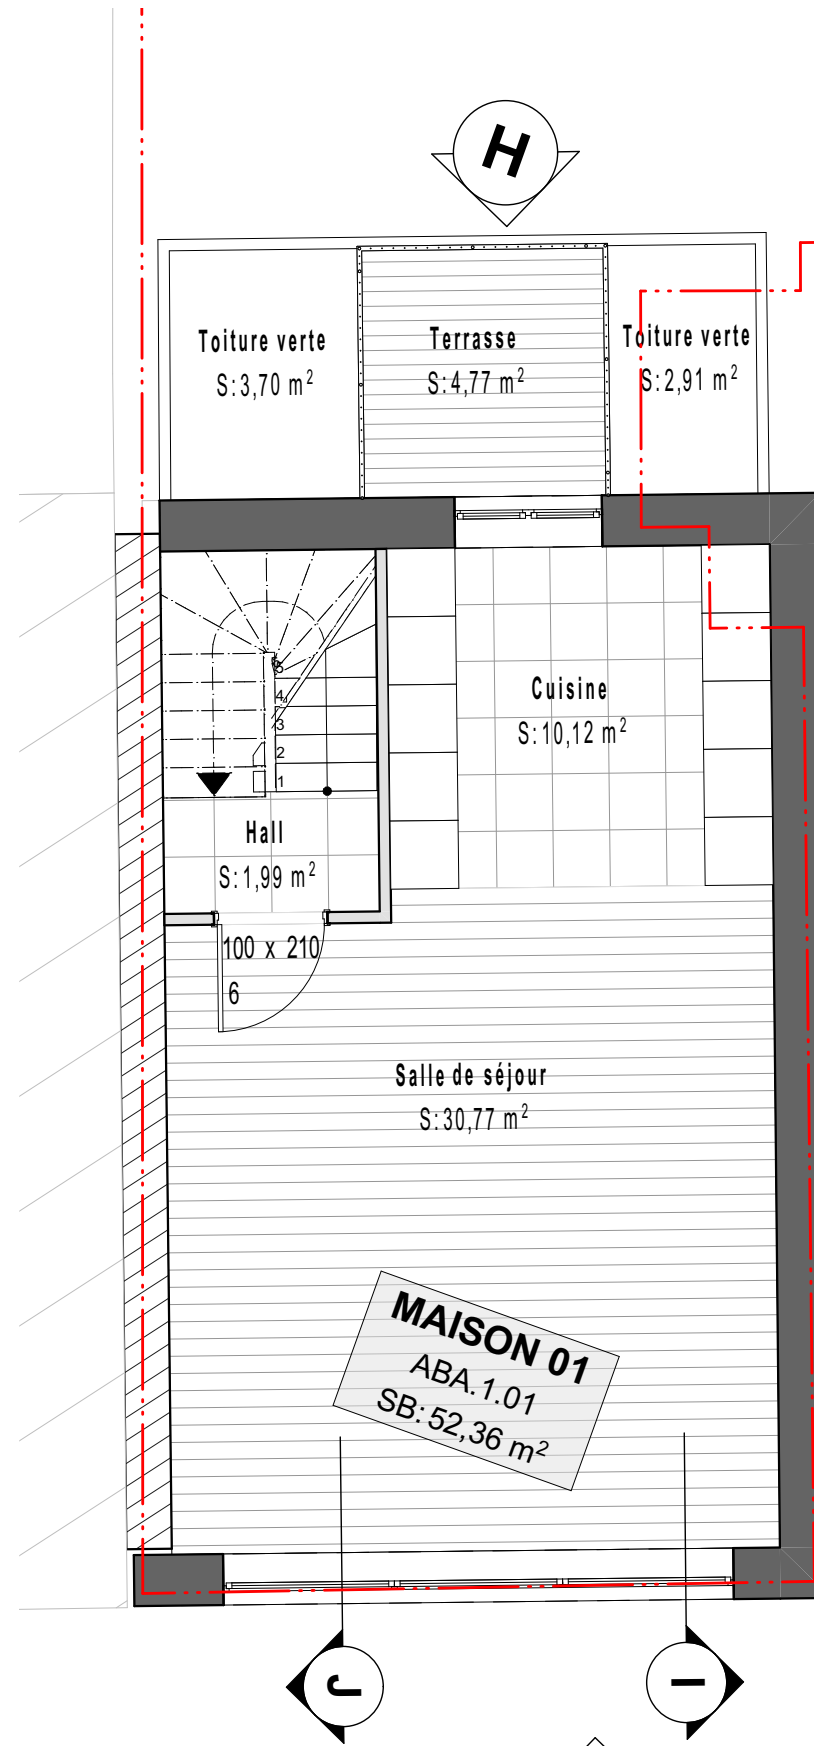 H
Toiture verte
S:3,70 m²
Terrasse
S:4,77 m²
Toiture verte
S:2,91 m²
Cuisine
S:10,12 m²
5
4
3
2
1
Hall
S:1,99 m²
100 x 210
6
Salle de séjour
S:30,77 m²
MAISON 01
ABA.1.01
SB:52,36 m²
J
I